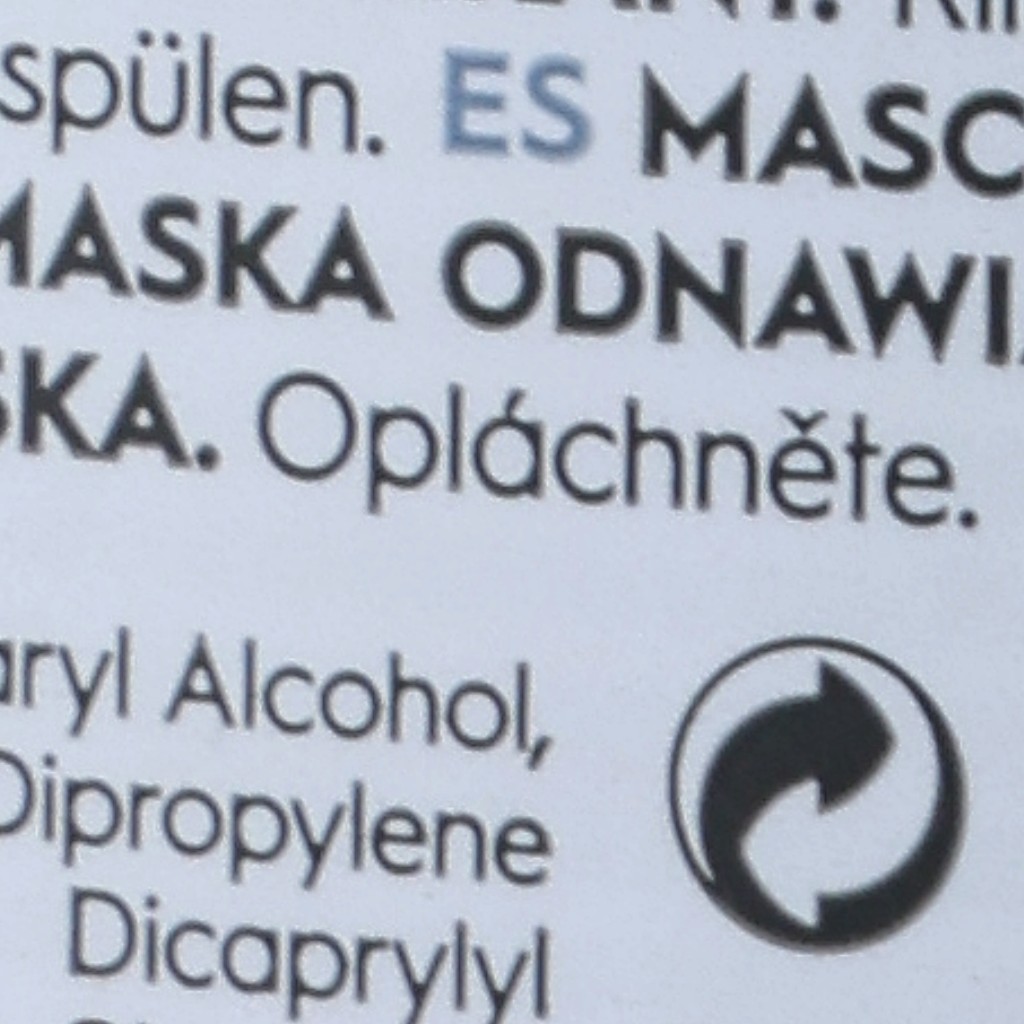 spülen. ES MASC
MASKA ODNAWI
SKA. Opláchněte.
aryl Alcohol,
Dipropylene
Dicaprylyl